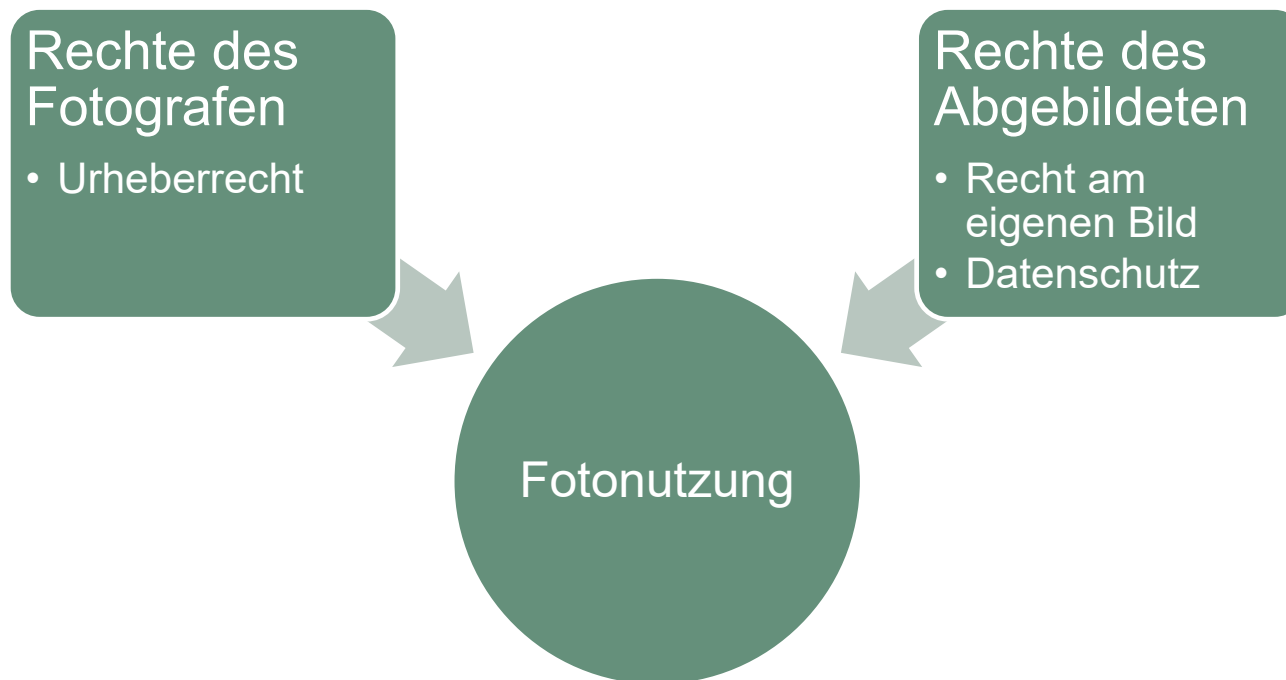 Rechte des
Fotografen
• Urheberrecht
Rechte des
Abgebildeten
• Recht am
eigenen Bild
• Datenschutz
Fotonutzung